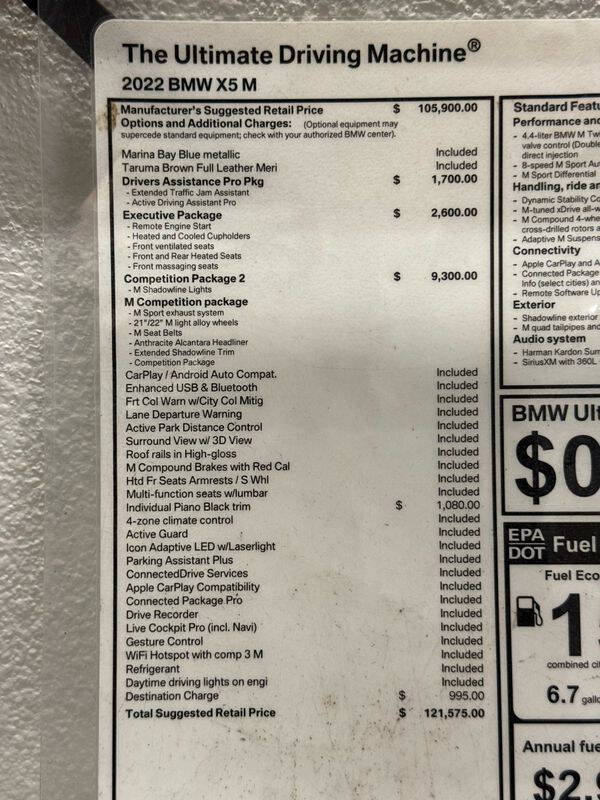 The Ultimate Driving Machine®
2022 BMW X5 M
Manufacturer's Suggested Retail Price $ 105,900.00
Options and Additional Charges: (Optional equipment may
supercede standard equipment; check with your authorized BMW center).
Marina Bay Blue metallic Included
Taruma Brown Full Leather Meri Included
Drivers Assistance Pro Pkg $ 1,700.00
- Extended Traffic Jam Assistant
- Active Driving Assistant Pro
Executive Package $ 2,600.00
- Remote Engine Start
- Heated and Cooled Cupholders
- Front ventilated seats
- Front and Rear Heated Seats
- Front massaging seats
Competition Package 2 $ 9,300.00
- M Shadowline Lights
M Competition package
- M Sport exhaust system
- 21"/22" M light alloy wheels
- M Seat Belts
- Anthracite Alcantara Headliner
- Extended Shadowline Trim
- Competition Package
CarPlay / Android Auto Compat. Included
Enhanced USB & Bluetooth Included
Frt Col Warn w/City Col Mitig Included
Lane Departure Warning Included
Active Park Distance Control Included
Surround View w/ 3D View Included
Roof rails in High-gloss Included
M Compound Brakes with Red Cal Included
Htd Fr Seats Armrests / S Whl Included
Multi-function seats w/lumbar Included
Individual Piano Black trim $ 1,080.00
4-zone climate control Included
Active Guard Included
Icon Adaptive LED w/Laserlight Included
Parking Assistant Plus Included
ConnectedDrive Services Included
Apple CarPlay Compatibility Included
Connected Package Pro Included
Drive Recorder Included
Live Cockpit Pro (incl. Navi) Included
Gesture Control Included
WiFi Hotspot with comp 3 M Included
Refrigerant Included
Daytime driving lights on engi Included
Destination Charge $ 995.00
Total Suggested Retail Price $ 121,575.00
Standard Featu
Performance an
- 4.4-liter BMW M Tw
valve control (Double
direct injection
- 8-speed M Sport Au
- M Sport Differential
Handling, ride an
- Dynamic Stability Co
- M-tuned xDrive all-w
- M Compound 4-whe
cross-drilled rotors a
- Adaptive M Suspens
Connectivity
- Apple CarPlay and A
- Connected Package
Info (select cities) an
- Remote Software Up
Exterior
- Shadowline exterior
- M quad tailpipes and
Audio system
- Harman Kardon Surr
- SiriusXM with 360L
BMW Ult
$0
EPA
DOT Fuel
Fuel Eco
1
combined cit
6.7 gallo
Annual fue
$2,